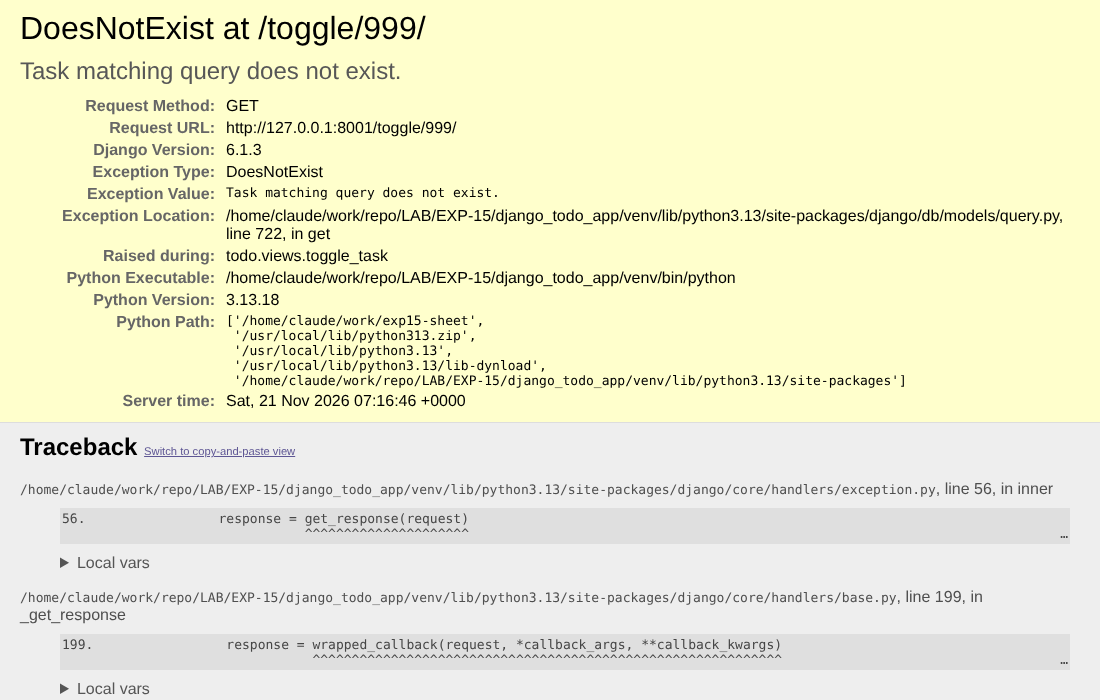 DoesNotExist at /toggle/999/
Task matching query does not exist.
Request Method: GET
Request URL: http://127.0.0.1:8001/toggle/999/
Django Version: 6.1.3
Exception Type: DoesNotExist
Exception Value: Task matching query does not exist.
Exception Location: /home/claude/work/repo/LAB/EXP-15/django_todo_app/venv/lib/python3.13/site-packages/django/db/models/query.py,
line 722, in get
Raised during: todo.views.toggle_task
Python Executable: /home/claude/work/repo/LAB/EXP-15/django_todo_app/venv/bin/python
Python Version: 3.13.18
Python Path: ['/home/claude/work/exp15-sheet',
'/usr/local/lib/python313.zip',
'/usr/local/lib/python3.13',
'/usr/local/lib/python3.13/lib-dynload',
'/home/claude/work/repo/LAB/EXP-15/django_todo_app/venv/lib/python3.13/site-packages']
Server time: Sat, 21 Nov 2026 07:16:46 +0000
Traceback Switch to copy-and-paste view
/home/claude/work/repo/LAB/EXP-15/django_todo_app/venv/lib/python3.13/site-packages/django/core/handlers/exception.py, line 56, in inner
56. response = get_response(request)
^^^^^^^^^^^^^^^^^^^^^ …
▶ Local vars
/home/claude/work/repo/LAB/EXP-15/django_todo_app/venv/lib/python3.13/site-packages/django/core/handlers/base.py, line 199, in
_get_response
199. response = wrapped_callback(request, *callback_args, **callback_kwargs)
^^^^^^^^^^^^^^^^^^^^^^^^^^^^^^^^^^^^^^^^^^^^^^^^^^^^^^^^^^^^ …
▶ Local vars